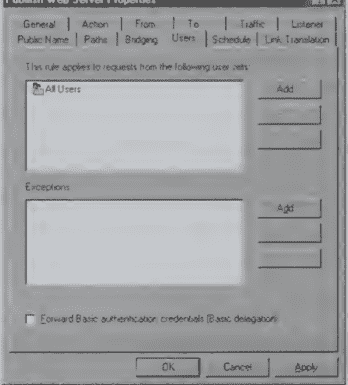 Publish Web Server Properties
General Action From To Traffic Listener
Public Name Paths Bridging Users Schedule Link Translation
This rule applies to requests from the following user sets:
All Users
Add
Exceptions
Add
Forward Basic authentication credentials (Basic delegation)
OK Cancel Apply